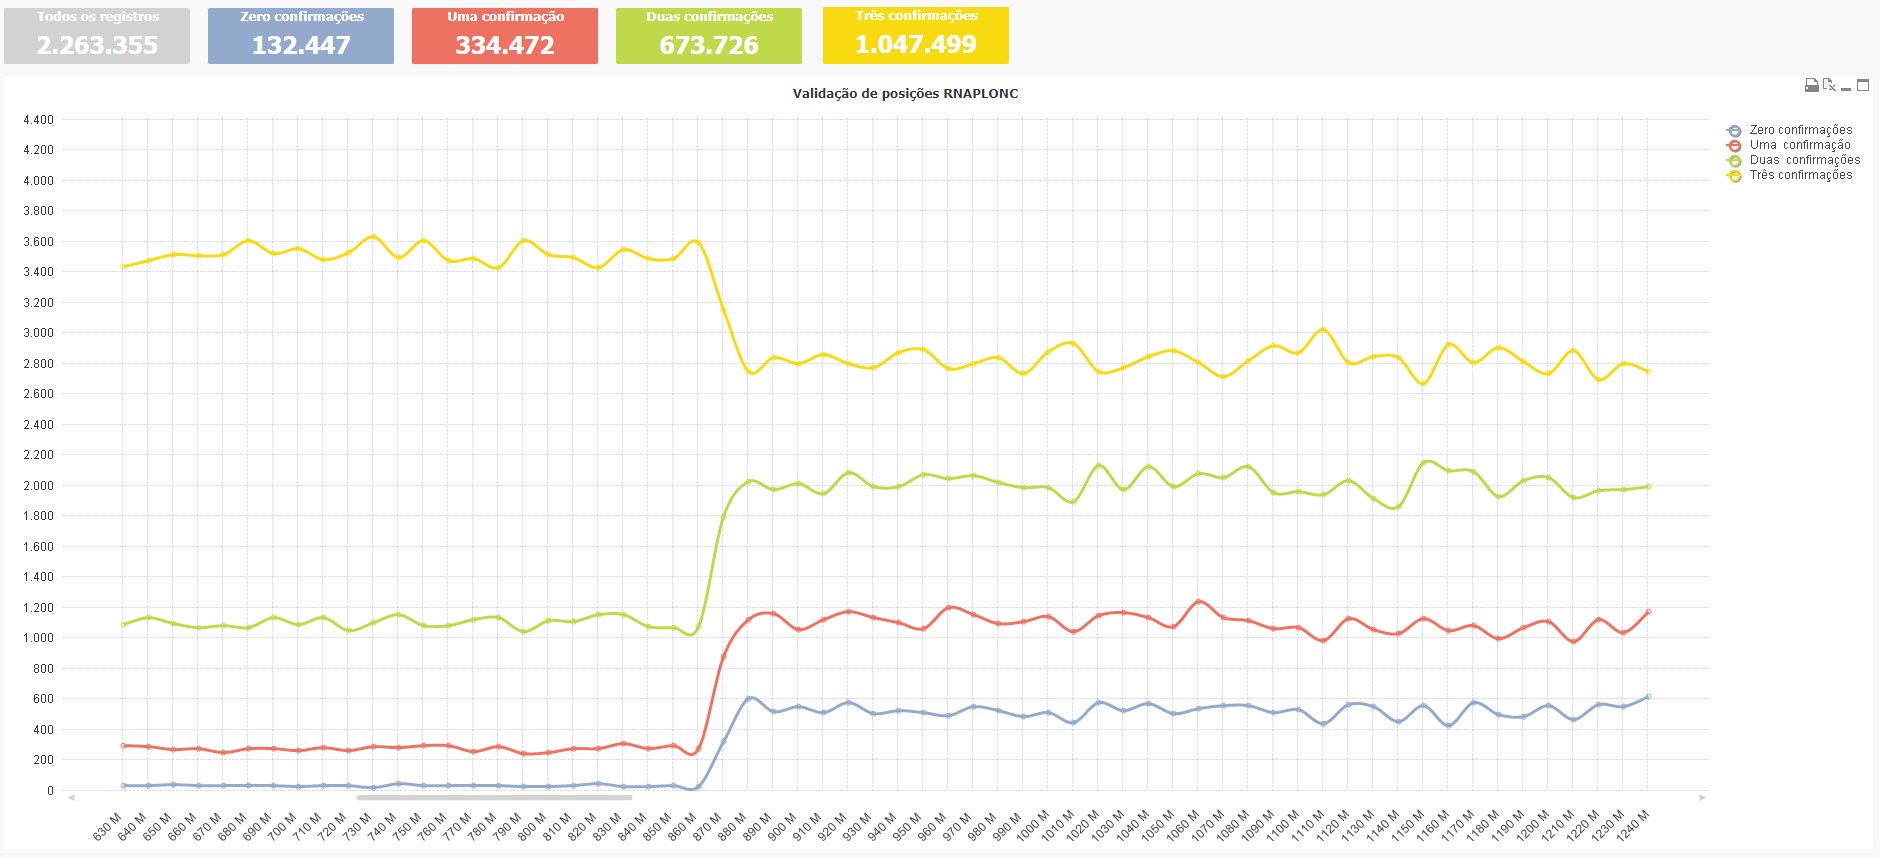 Todos os registros
2.263.355
Zero confirmações
132.447
Uma confirmação
334.472
Duas confirmações
673.726
Três confirmações
1.047.499
Validação de posições RNAPLONC
4.400
4.200
4.000
3.800
3.600
3.400
3.200
3.000
2.800
2.600
2.400
2.200
2.000
1.800
1.600
1.400
1.200
1.000
800
600
400
200
0
Zero confirmações
Uma confirmação
Duas confirmações
Três confirmações
630 M
640 M
650 M
660 M
670 M
680 M
690 M
700 M
710 M
720 M
730 M
740 M
750 M
760 M
770 M
780 M
790 M
800 M
810 M
820 M
830 M
840 M
850 M
860 M
870 M
880 M
890 M
900 M
910 M
920 M
930 M
940 M
950 M
960 M
970 M
980 M
990 M
1000 M
1010 M
1020 M
1030 M
1040 M
1050 M
1060 M
1070 M
1080 M
1090 M
1100 M
1110 M
1120 M
1130 M
1140 M
1150 M
1160 M
1170 M
1180 M
1190 M
1200 M
1210 M
1220 M
1230 M
1240 M